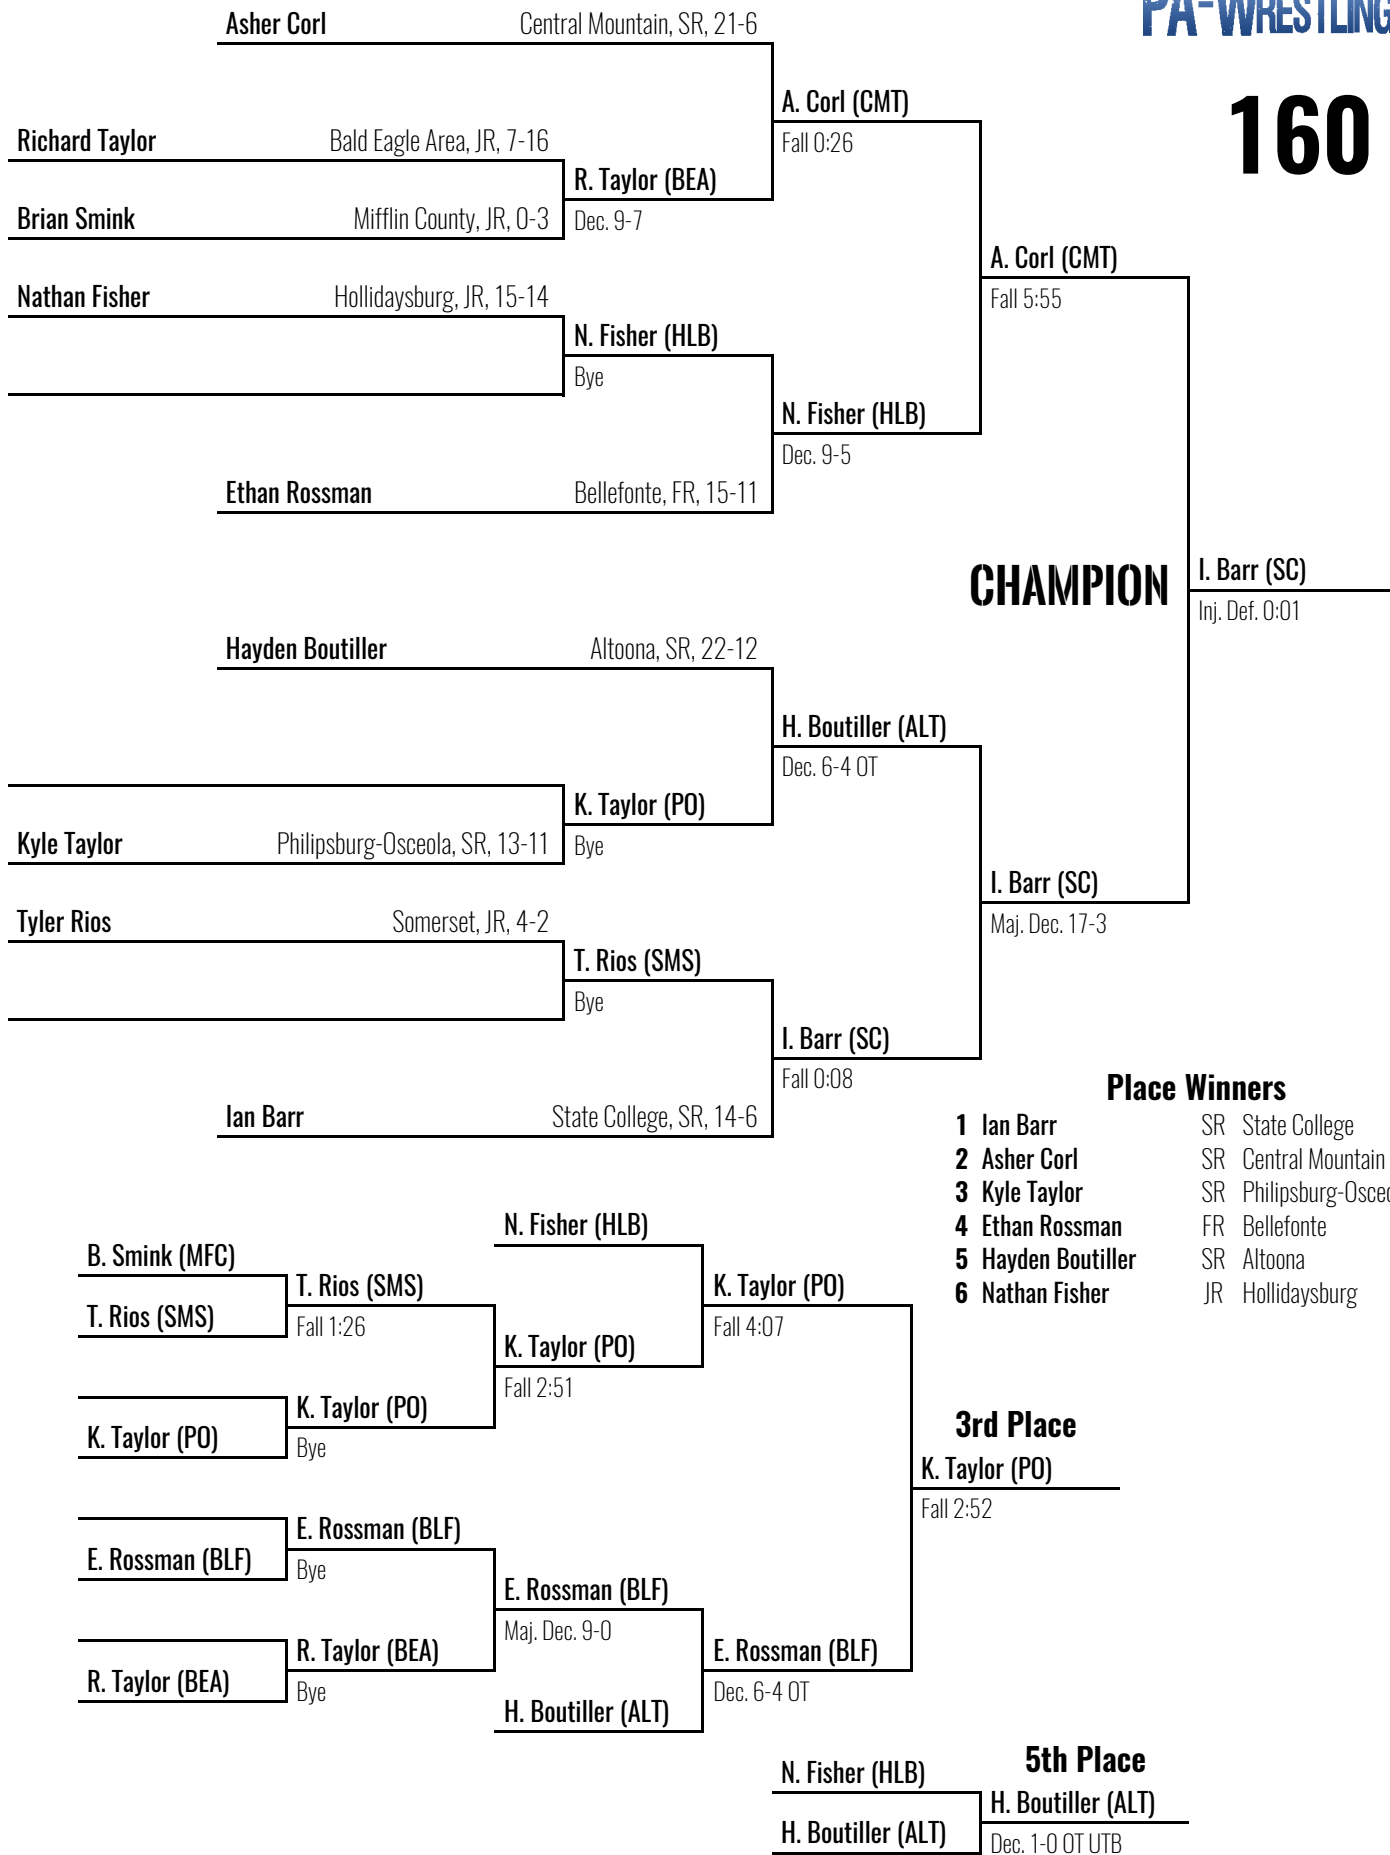 PA-WRESTLING
160
Asher Corl Central Mountain, SR, 21-6
A. Corl (CMT)
Fall 0:26
Richard Taylor Bald Eagle Area, JR, 7-16
R. Taylor (BEA)
Dec. 9-7
Brian Smink Mifflin County, JR, 0-3
A. Corl (CMT)
Fall 5:55
Nathan Fisher Hollidaysburg, JR, 15-14
N. Fisher (HLB)
Bye
N. Fisher (HLB)
Dec. 9-5
Ethan Rossman Bellefonte, FR, 15-11
CHAMPION
I. Barr (SC)
Inj. Def. 0:01
Hayden Boutiller Altoona, SR, 22-12
H. Boutiller (ALT)
Dec. 6-4 OT
K. Taylor (PO)
Bye
Kyle Taylor Philipsburg-Osceola, SR, 13-11
I. Barr (SC)
Maj. Dec. 17-3
Tyler Rios Somerset, JR, 4-2
T. Rios (SMS)
Bye
I. Barr (SC)
Fall 0:08
Ian Barr State College, SR, 14-6
Place Winners
1 Ian Barr SR State College
2 Asher Corl SR Central Mountain
3 Kyle Taylor SR Philipsburg-Osceo
4 Ethan Rossman FR Bellefonte
5 Hayden Boutiller SR Altoona
6 Nathan Fisher JR Hollidaysburg
N. Fisher (HLB)
B. Smink (MFC)
T. Rios (SMS)
Fall 1:26
T. Rios (SMS)
K. Taylor (PO)
Fall 4:07
K. Taylor (PO)
Fall 2:51
K. Taylor (PO)
Bye
K. Taylor (PO)
3rd Place
K. Taylor (PO)
Fall 2:52
E. Rossman (BLF)
Bye
E. Rossman (BLF)
E. Rossman (BLF)
Maj. Dec. 9-0
R. Taylor (BEA)
Bye
R. Taylor (BEA)
E. Rossman (BLF)
Dec. 6-4 OT
H. Boutiller (ALT)
5th Place
N. Fisher (HLB)
H. Boutiller (ALT)
Dec. 1-0 OT UTB
H. Boutiller (ALT)